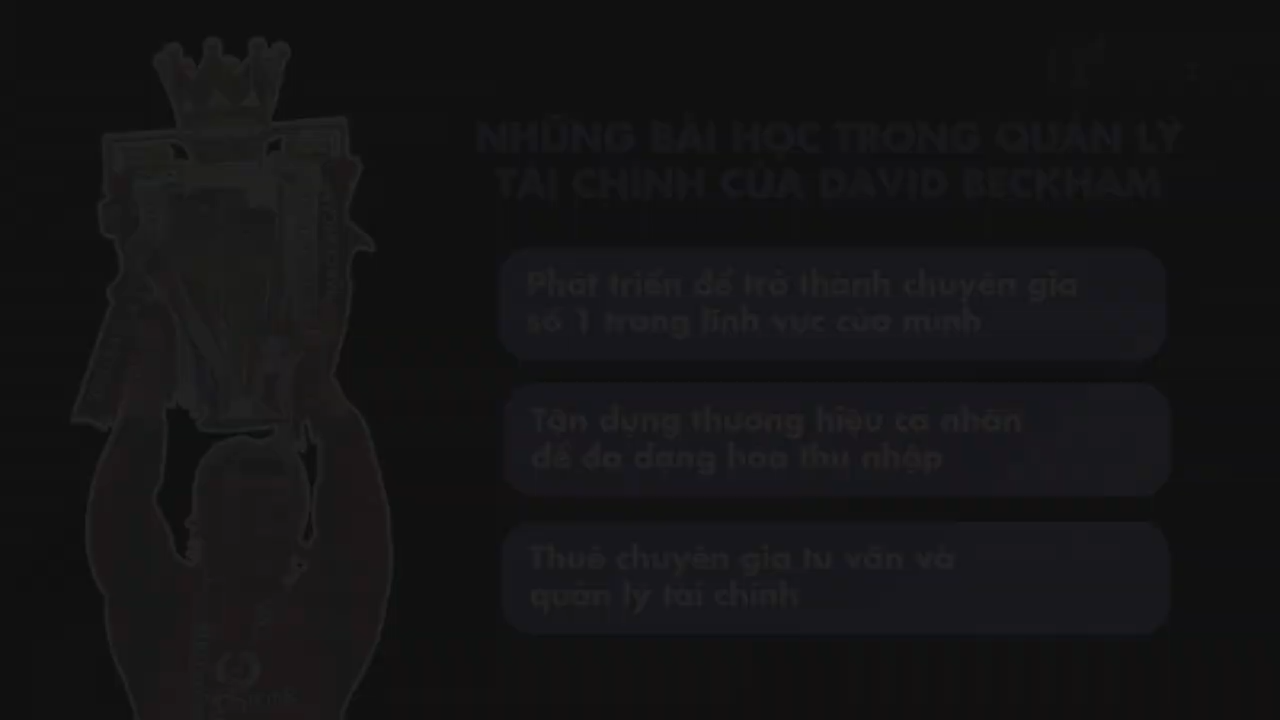 NHỮNG BÀI HỌC TRONG QUẢN LÝ
TÀI CHÍNH CỦA DAVID BECKHAM
Phát triển để trở thành chuyên gia
số 1 trong lĩnh vực của mình
Tận dụng thương hiệu cá nhân
để đa dạng hóa thu nhập
Thuê chuyên gia tư vấn và
quản lý tài chính